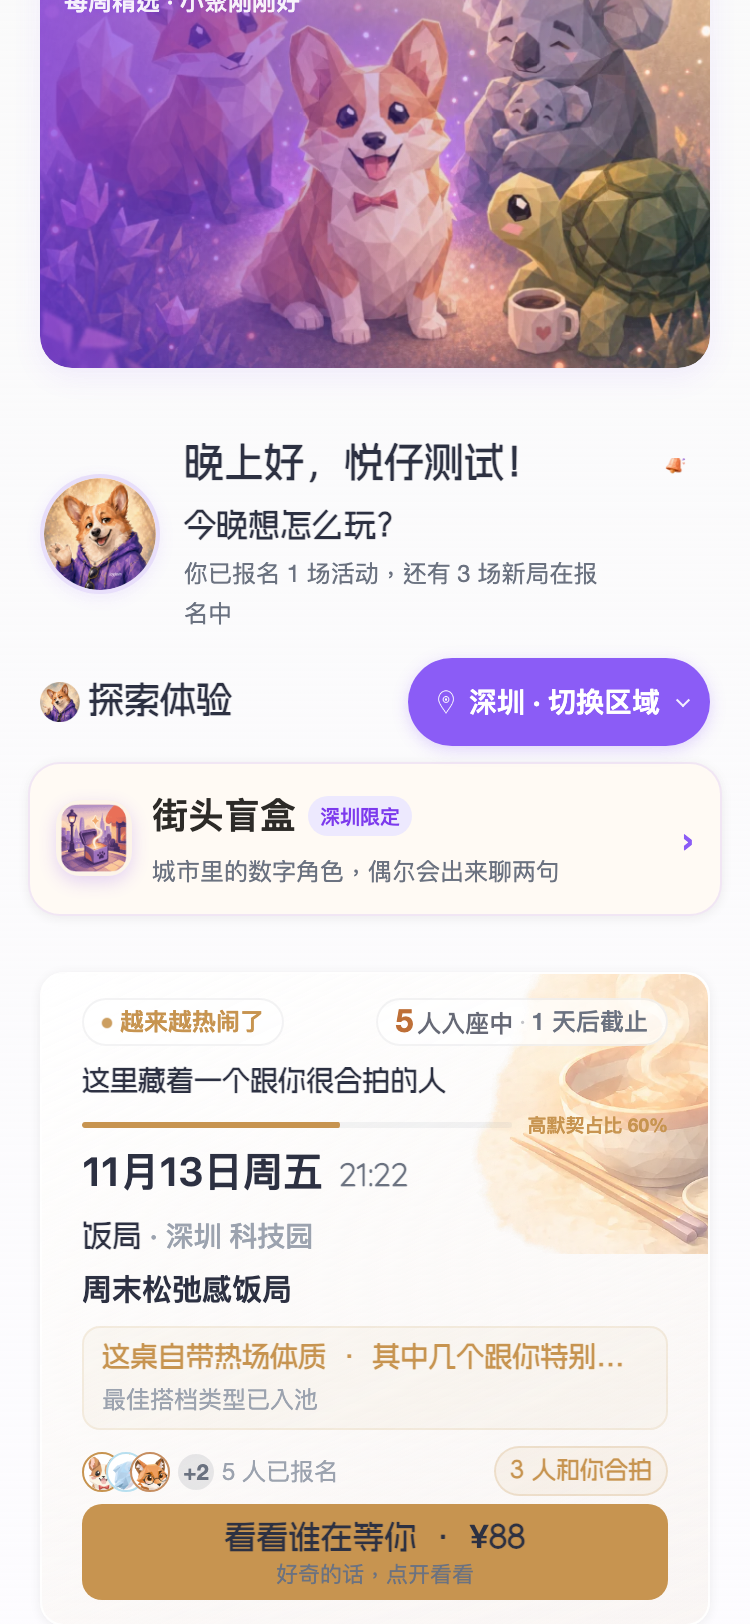 每周精选 · 小聚刚刚好
晚上好，悦仔测试！
今晚想怎么玩？
你已报名 1 场活动，还有 3 场新局在报
名中
探索体验
深圳 · 切换区域
街头盲盒 深圳限定
城市里的数字角色，偶尔会出来聊两句
越来越热闹了
5人入座中 · 1 天后截止
这里藏着一个跟你很合拍的人
高默契占比 60%
11月13日周五 21:22
饭局 · 深圳 科技园
周末松弛感饭局
这桌自带热场体质 · 其中几个跟你特别...
最佳搭档类型已入池
+2 5 人已报名
3 人和你合拍
看看谁在等你 · ¥88
好奇的话，点开看看